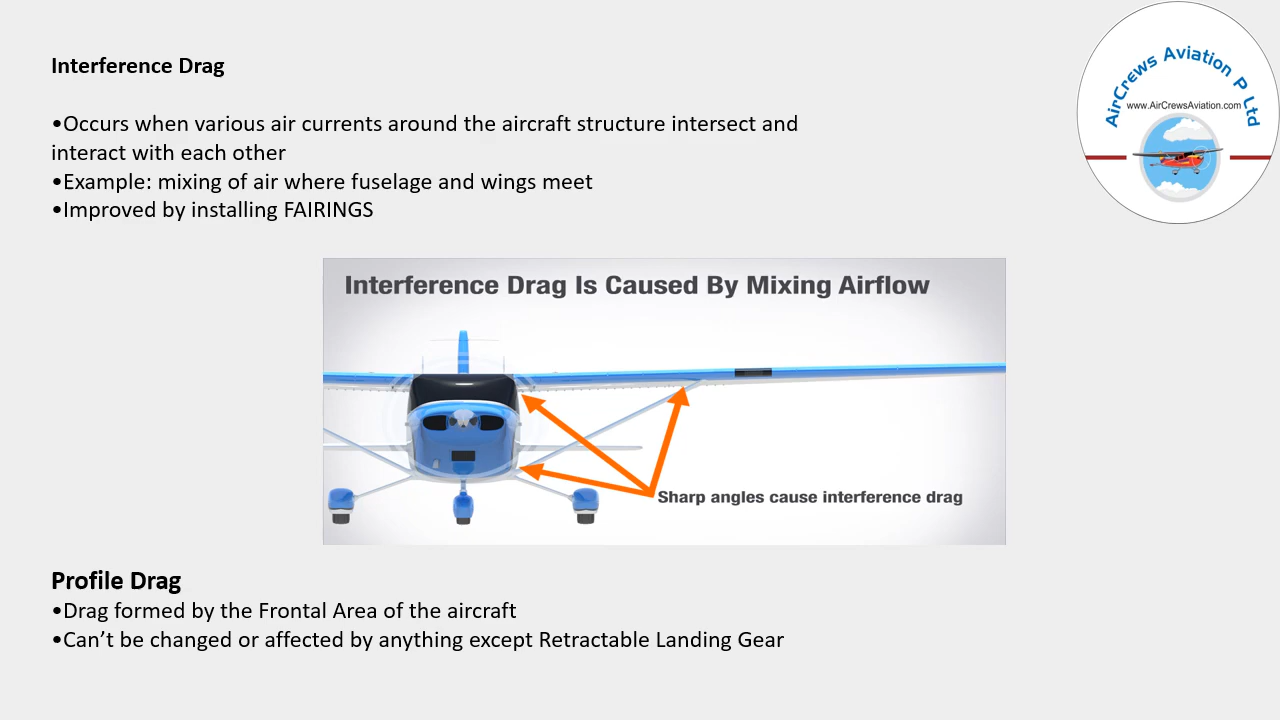 Interference Drag
•Occurs when various air currents around the aircraft structure intersect and
interact with each other
•Example: mixing of air where fuselage and wings meet
•Improved by installing FAIRINGS
AirCrews Aviation P Ltd
www.AirCrewsAviation.com
Interference Drag Is Caused By Mixing Airflow
Sharp angles cause interference drag
Profile Drag
•Drag formed by the Frontal Area of the aircraft
•Can’t be changed or affected by anything except Retractable Landing Gear